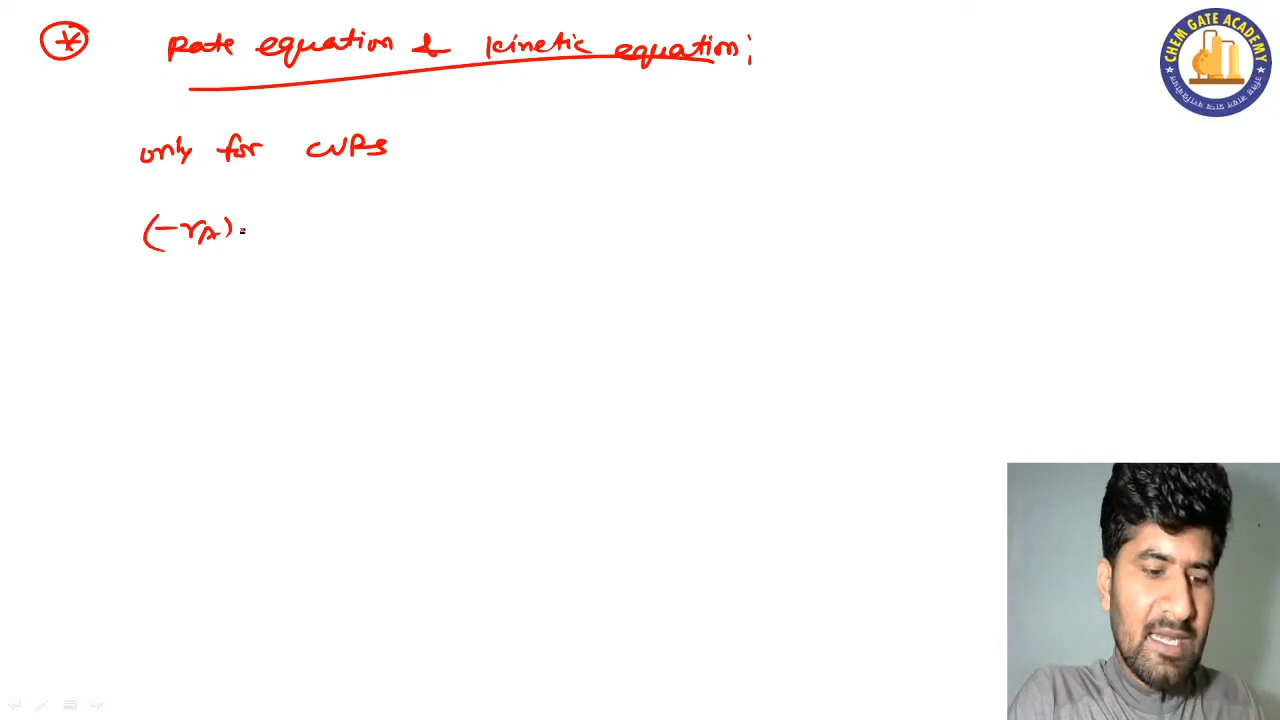 Rate equation & kinetic equation;
only for CVRS
(-rA)
CHEM GATE ACADEMY